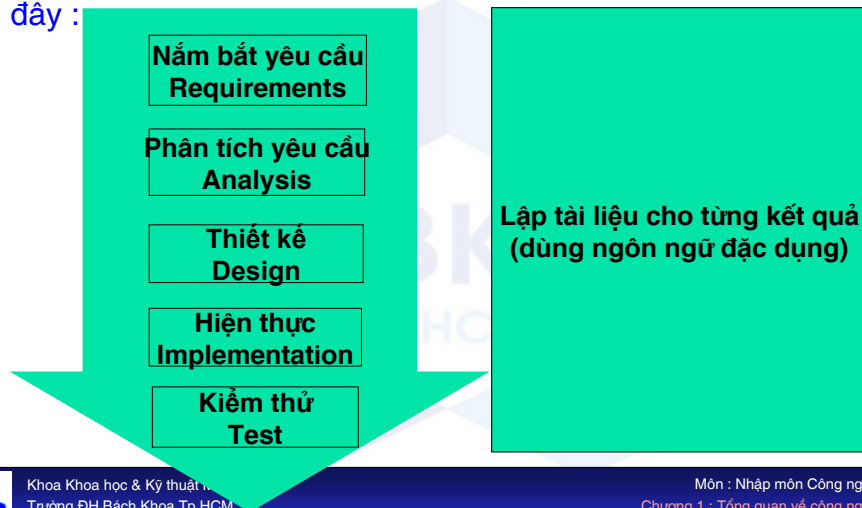 đây :
Nắm bắt yêu cầu
Requirements
Phân tích yêu cầu
Analysis
Thiết kế
Design
Hiện thực
Implementation
Kiểm thử
Test
Lập tài liệu cho từng kết quả
(dùng ngôn ngữ đặc dụng)
BK
HC
Khoa Khoa học & Kỹ thuật
Trường ĐH Bách Khoa Tp.HCM
Môn : Nhập môn Công ng
Chương 1 : Tổng quan về công ng